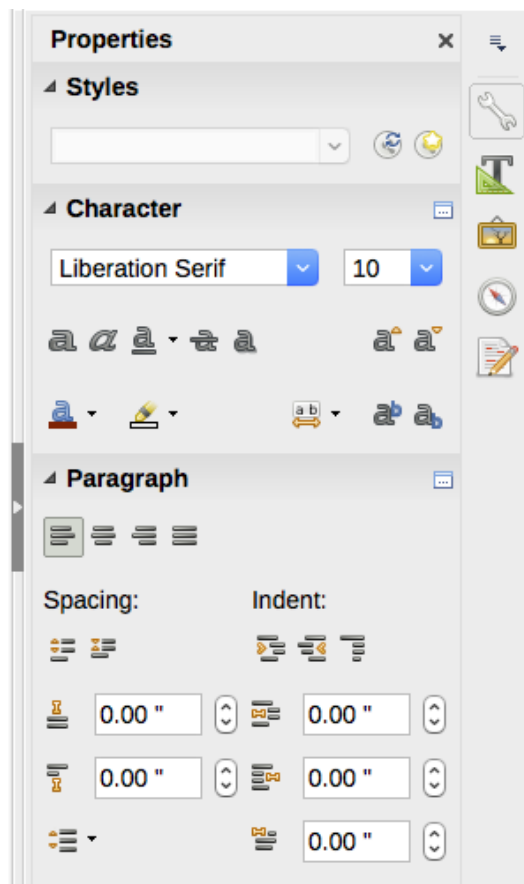 Properties
Styles
Character
Liberation Serif 10
Paragraph
Spacing: Indent:
0.00 " 0.00 "
0.00 " 0.00 "
0.00 "